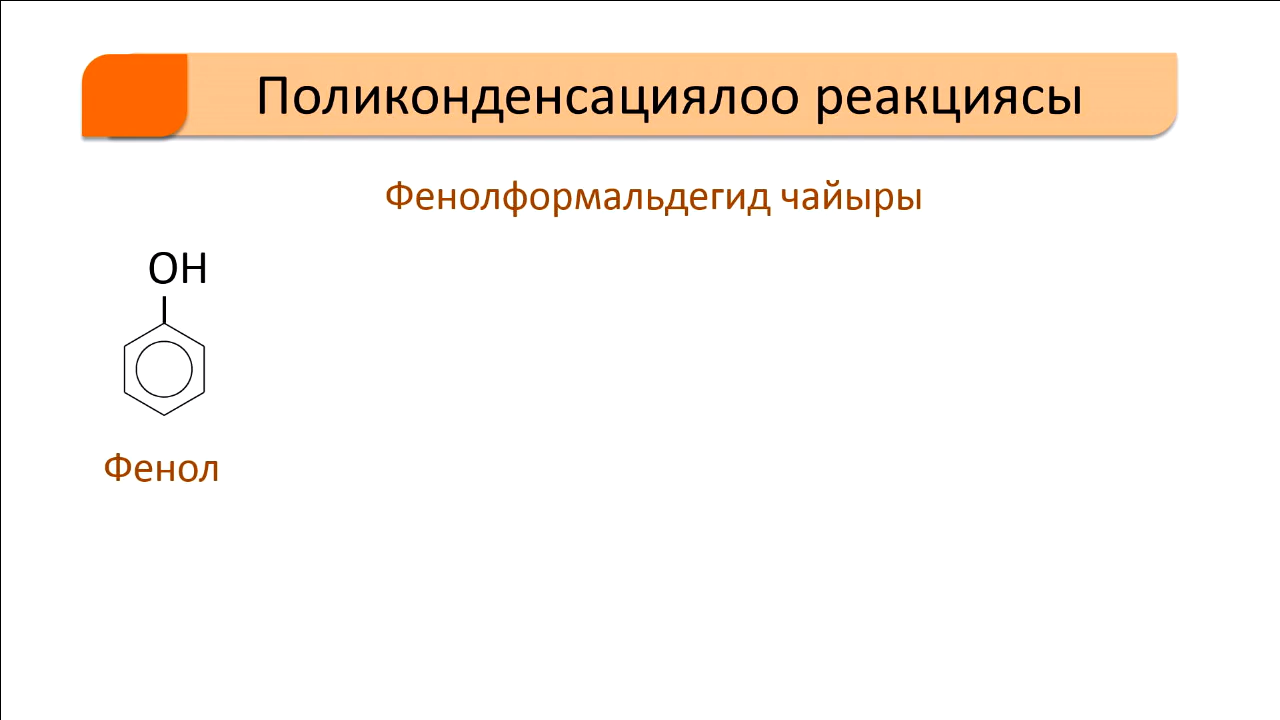 Поликонденсациялоо реакциясы
Фенолформальдегид чайыры
OH
Фенол